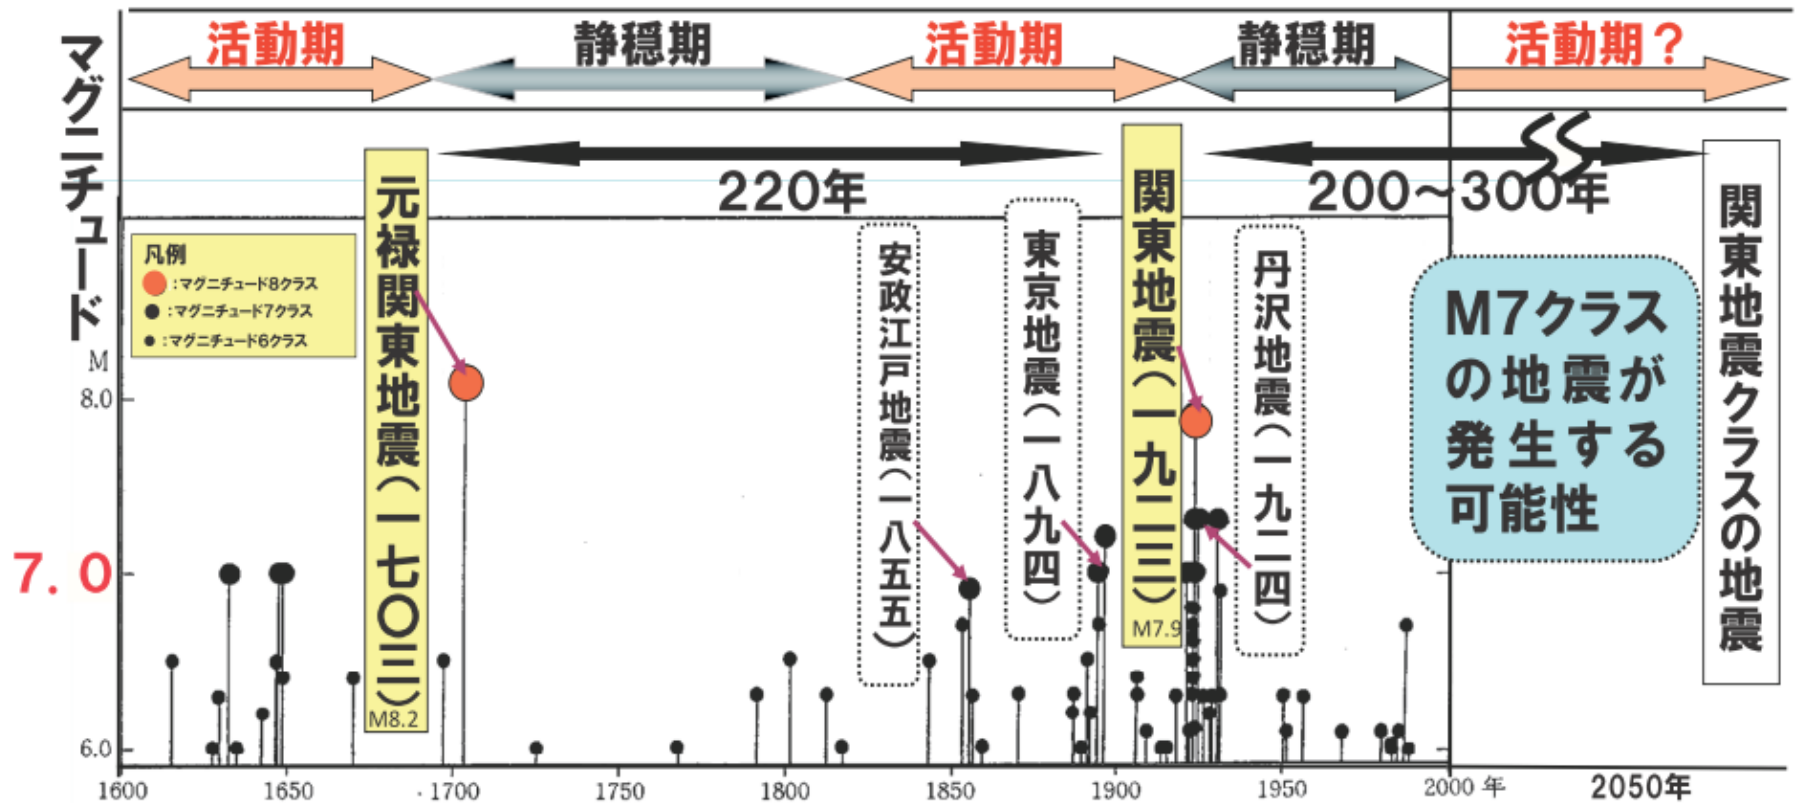 活動期
静穏期
活動期
静穏期
活動期？
マグニチュード
220年
200～300年
凡例
：マグニチュード8クラス
：マグニチュード7クラス
：マグニチュード6クラス
元禄関東地震（一七〇三）
M8.2
安政江戸地震（一八五五）
東京地震（一八九四）
関東地震（一九二三）
M7.9
丹沢地震（一九二四）
M7クラス
の地震が
発生する
可能性
関東地震クラスの地震
M
8.0
7.0
6.0
1600
1650
1700
1750
1800
1850
1900
1950
2000 年
2050年